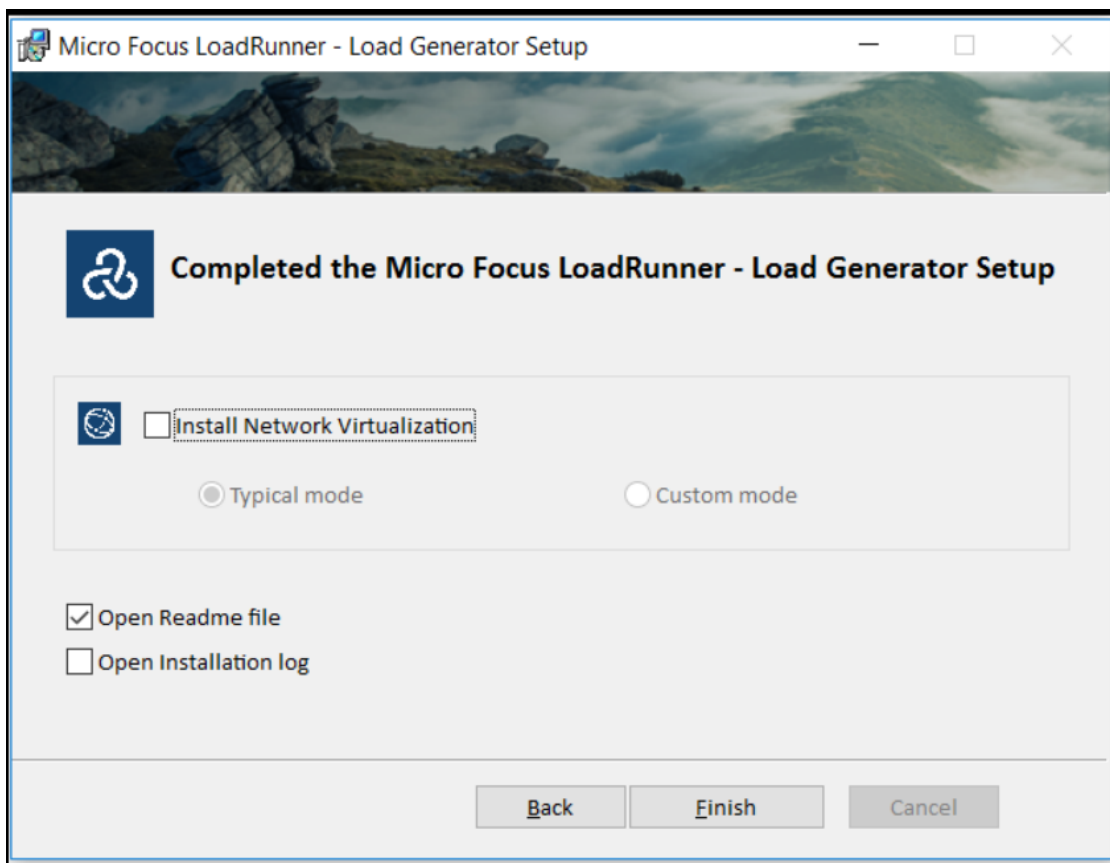 Micro Focus LoadRunner - Load Generator Setup
Completed the Micro Focus LoadRunner - Load Generator Setup
Install Network Virtualization
Typical mode Custom mode
Open Readme file
Open Installation log
Back Finish Cancel